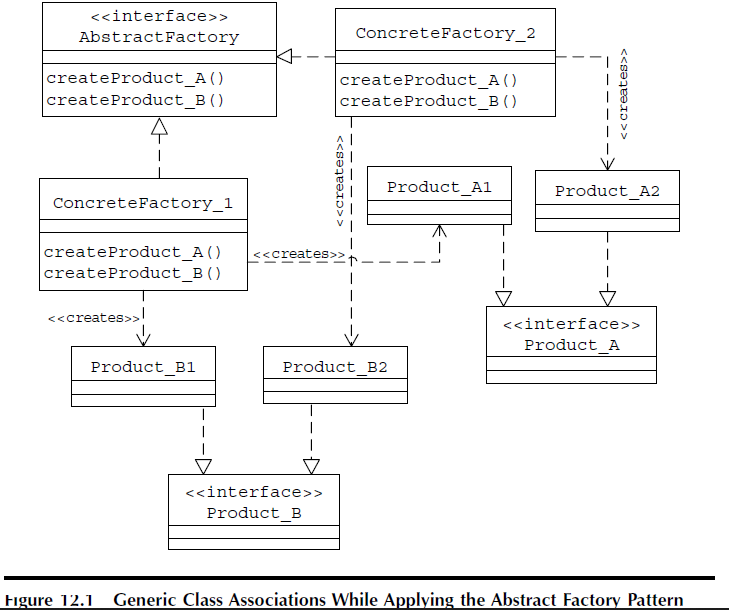 <<interface>>
AbstractFactory
createProduct_A()
createProduct_B()
ConcreteFactory_2
createProduct_A()
createProduct_B()
<<creates>>
<<creates>>
ConcreteFactory_1
createProduct_A()
createProduct_B()
<<creates>>
<<creates>>
Product_A1
Product_A2
<<interface>>
Product_A
Product_B1
Product_B2
<<interface>>
Product_B
Figure 12.1 Generic Class Associations While Applying the Abstract Factory Pattern